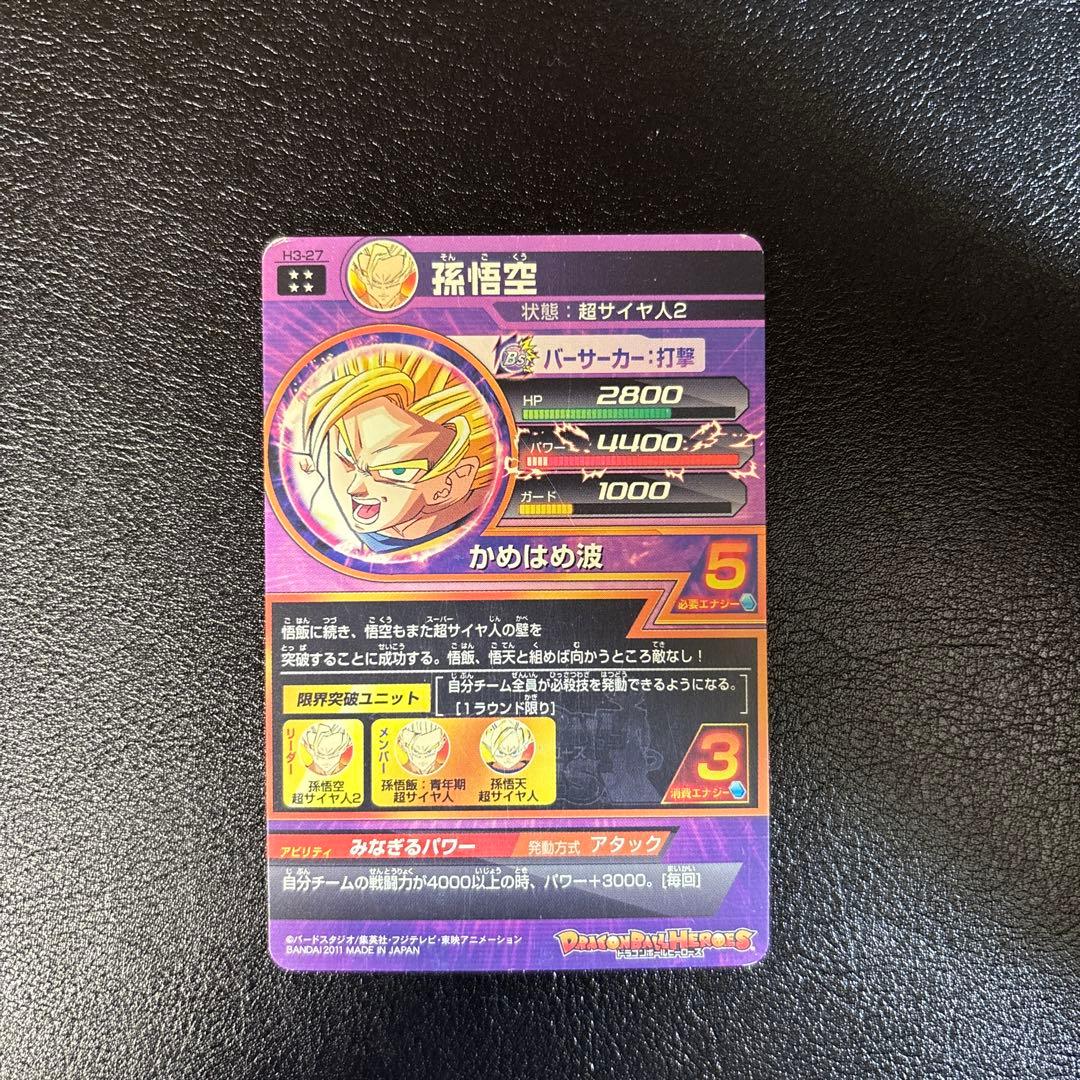 H3-27
孫悟空
そん ご くう
状態：超サイヤ人2
Bs
バーサーカー：打撃
HP 2800
パワー 4400
ガード 1000
かめはめ波
5
必要エナジー
悟飯に続き、悟空もまた超サイヤ人の壁を
突破することに成功する。悟飯、悟天と組めば向かうところ敵なし！
限界突破ユニット
自分チーム全員が必殺技を発動できるようになる。
[1ラウンド限り]
リーダー
孫悟空
超サイヤ人2
メンバー
孫悟飯：青年期
超サイヤ人
孫悟天
超サイヤ人
3
消費エナジー
アビリティ みなぎるパワー 発動方式 アタック
自分チームの戦闘力が4000以上の時、パワー+3000。[毎回]
©バードスタジオ/集英社・フジテレビ・東映アニメーション
BANDAI 2011 MADE IN JAPAN
DRAGONBALL HEROES
ドラゴンボールヒーローズ